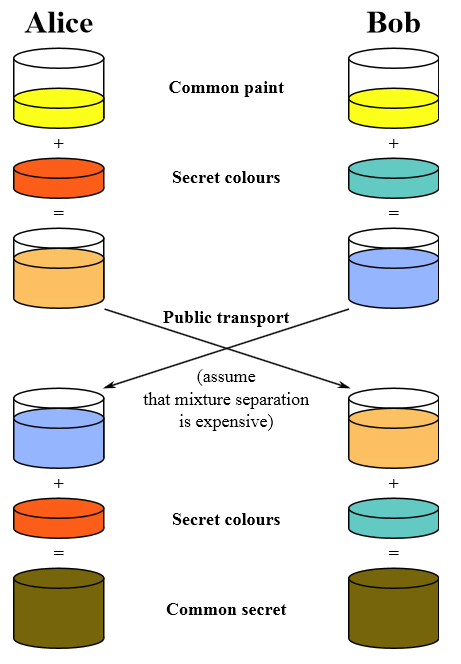 Alice Bob
Common paint
+ +
Secret colours
= =
Public transport
(assume
that mixture separation
is expensive)
+ +
Secret colours
= =
Common secret